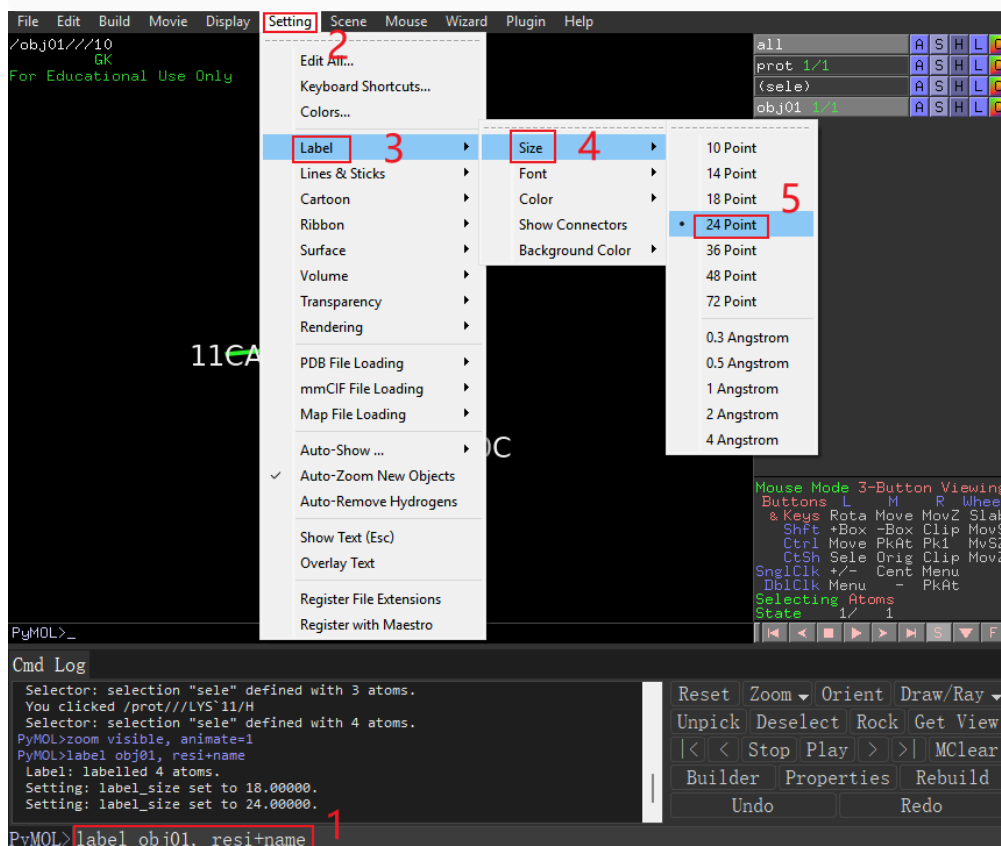 File Edit Build Movie Display Setting Scene Mouse Wizard Plugin Help
2
/obj01///10
GK
For Educational Use Only
Edit All...
Keyboard Shortcuts...
Colors...
Label
3
Lines & Sticks
Cartoon
Ribbon
Surface
Volume
Transparency
Rendering
PDB File Loading
mmCIF File Loading
Map File Loading
Auto-Show ...
Auto-Zoom New Objects
Auto-Remove Hydrogens
Show Text (Esc)
Overlay Text
Register File Extensions
Register with Maestro
Size
4
Font
Color
Show Connectors
Background Color
10 Point
14 Point
18 Point
5
24 Point
36 Point
48 Point
72 Point
0.3 Angstrom
0.5 Angstrom
1 Angstrom
2 Angstrom
4 Angstrom
11CA
C
all A S H L
prot 1/1 A S H L
(sele) A S H L
obj01 1/1 A S H L
Mouse Mode 3-Button Viewing
Buttons L M R Whee
& Keys Rota Move MovZ Slab
Shft +Box -Box Clip MovS
Ctrl Move PkAt Pk1 MvSZ
CtSh Sele Orig Clip MovZ
SnglClk +/- Cent Menu
DblClk Menu - PkAt
Selecting Atoms
State 1/ 1
S F
PyMOL>_
Cmd Log
Selector: selection "sele" defined with 3 atoms.
You clicked /prot///LYS`11/H
Selector: selection "sele" defined with 4 atoms.
PyMOL>zoom visible, animate=1
PyMOL>label obj01, resi+name
Label: labelled 4 atoms.
Setting: label_size set to 18.00000.
Setting: label_size set to 24.00000.
Reset Zoom Orient Draw/Ray
Unpick Deselect Rock Get View
|< < Stop Play > >| MClear
Builder Properties Rebuild
Undo Redo
1
PyMOL>label obj01, resi+name